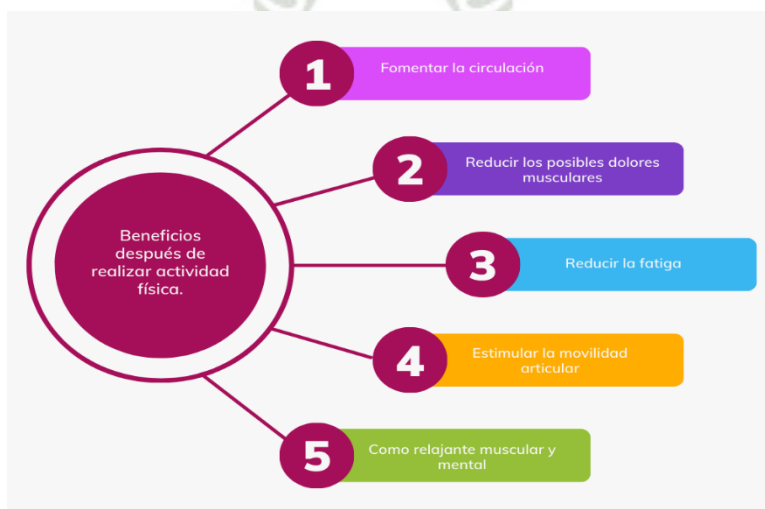 Beneficios
después de
realizar actividad
física.
1
Fomentar la circulación
2
Reducir los posibles dolores
musculares
3
Reducir la fatiga
4
Estimular la movilidad
articular
5
Como relajante muscular y
mental